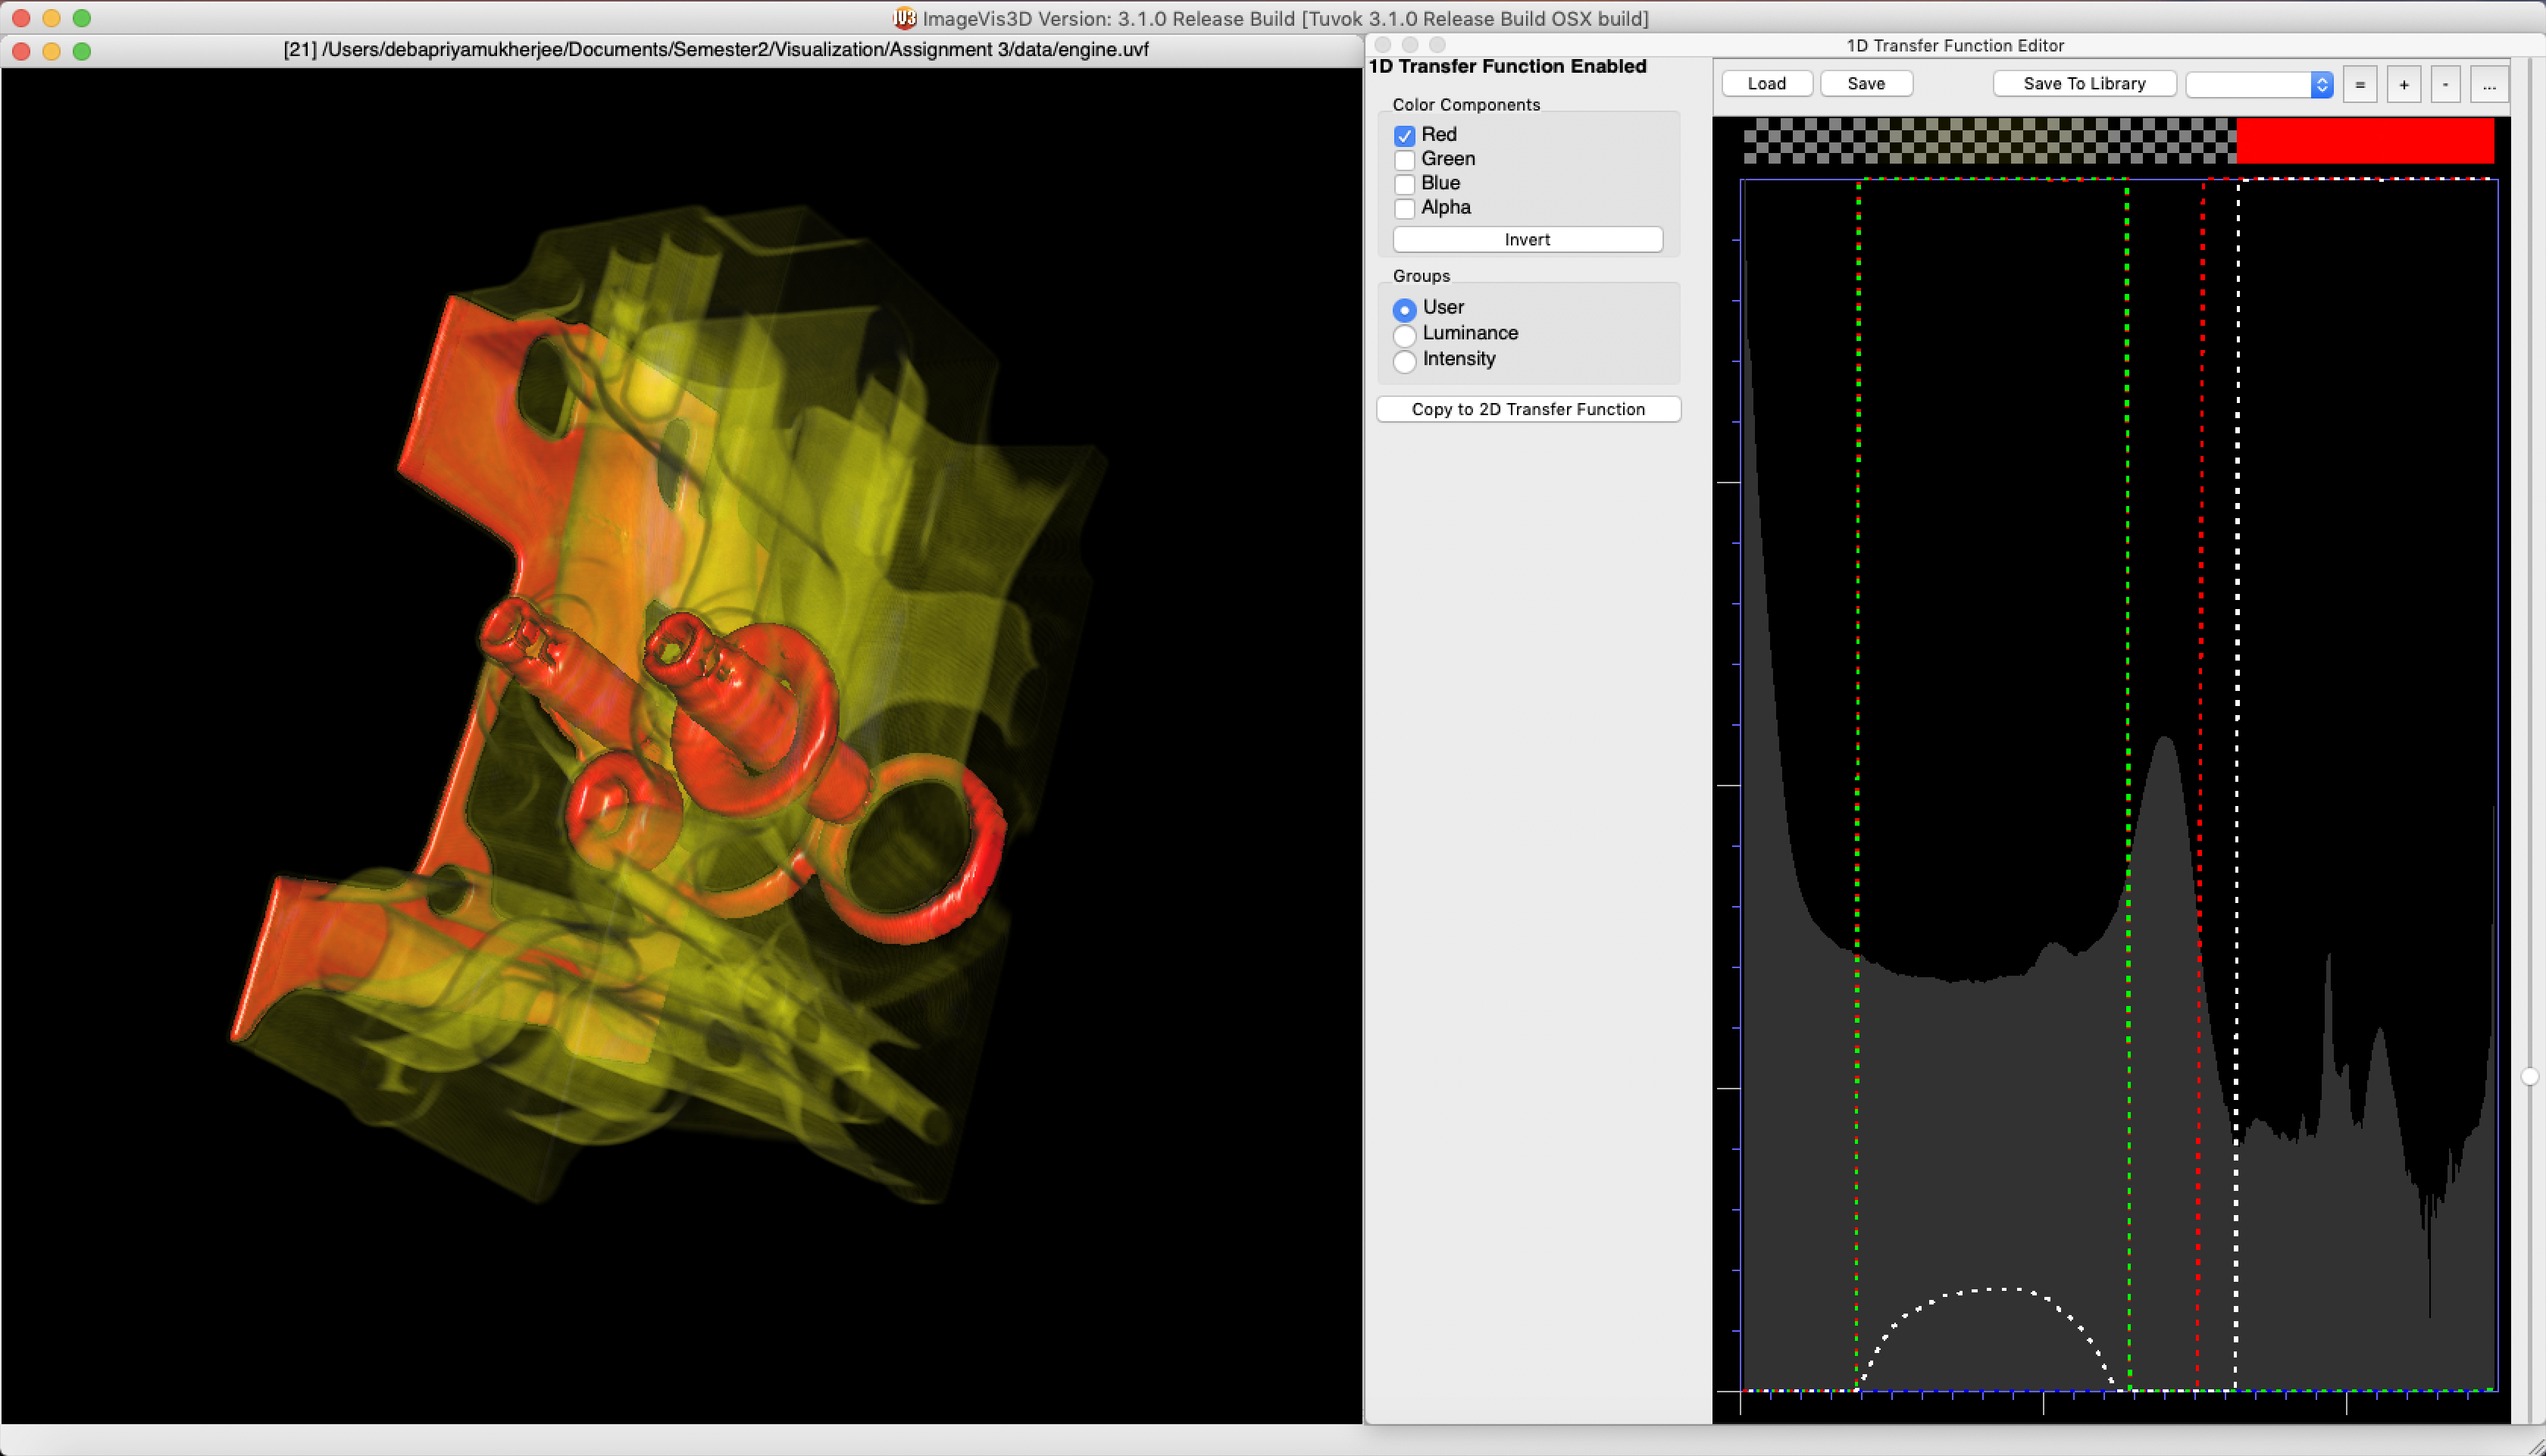 ImageVis3D Version: 3.1.0 Release Build [Tuvok 3.1.0 Release Build OSX build]
[21] /Users/debapriyamukherjee/Documents/Semester2/Visualization/Assignment 3/data/engine.uvf
1D Transfer Function Editor
1D Transfer Function Enabled
Load
Save
Save To Library
=
+
-
...
Color Components
Red
Green
Blue
Alpha
Invert
Groups
User
Luminance
Intensity
Copy to 2D Transfer Function